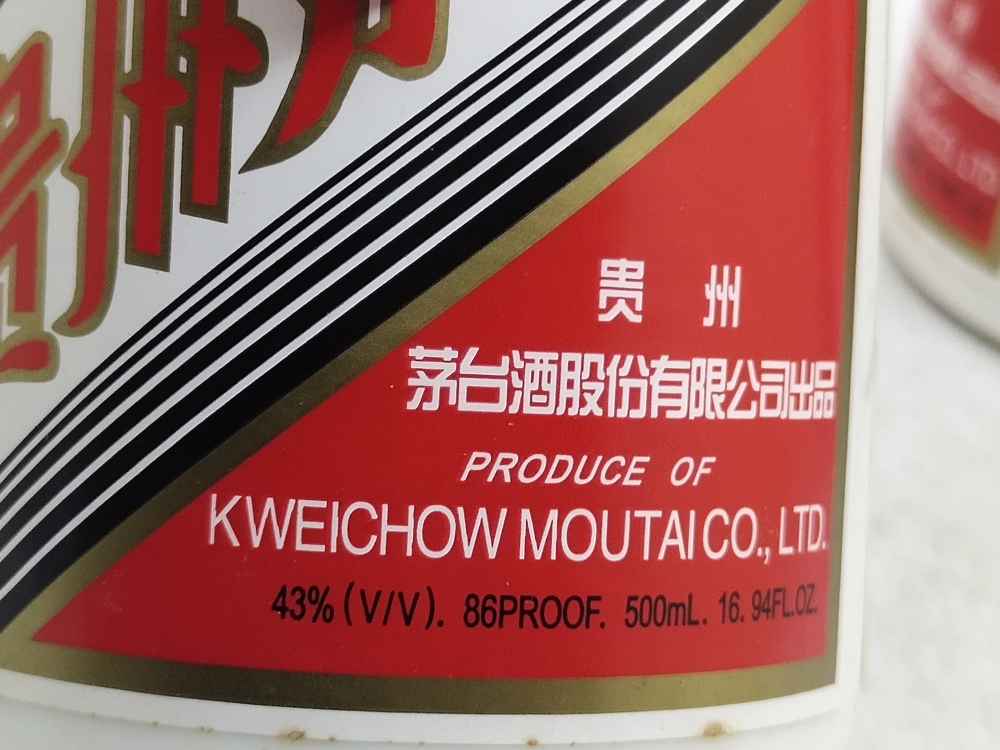 贵州
茅台酒股份有限公司出品
PRODUCE OF
KWEICHOW MOUTAI CO., LTD.
43% (V/V). 86PROOF. 500mL. 16. 94FL.OZ.